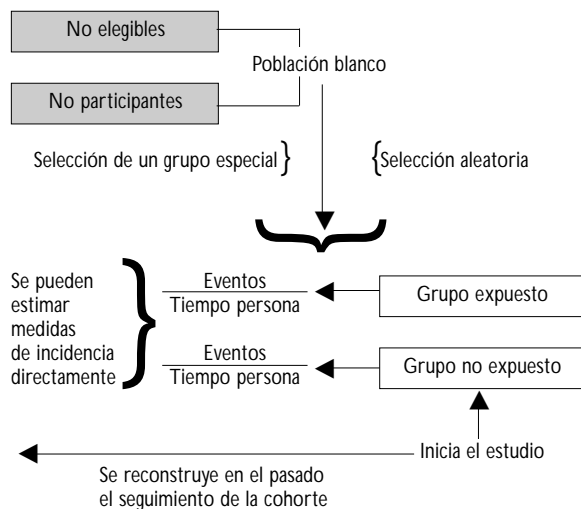 No elegibles
Población blanco
No participantes
Selección de un grupo especal }
{ Selección aleatoria
Se pueden
estimar
medidas
de incidencia
directamente
Eventos
Tiempo persona
Grupo expuesto
Eventos
Tiempo persona
Grupo no expuesto
Inicia el estudio
Se reconstruye en el pasado
el seguimiento de la cohorte